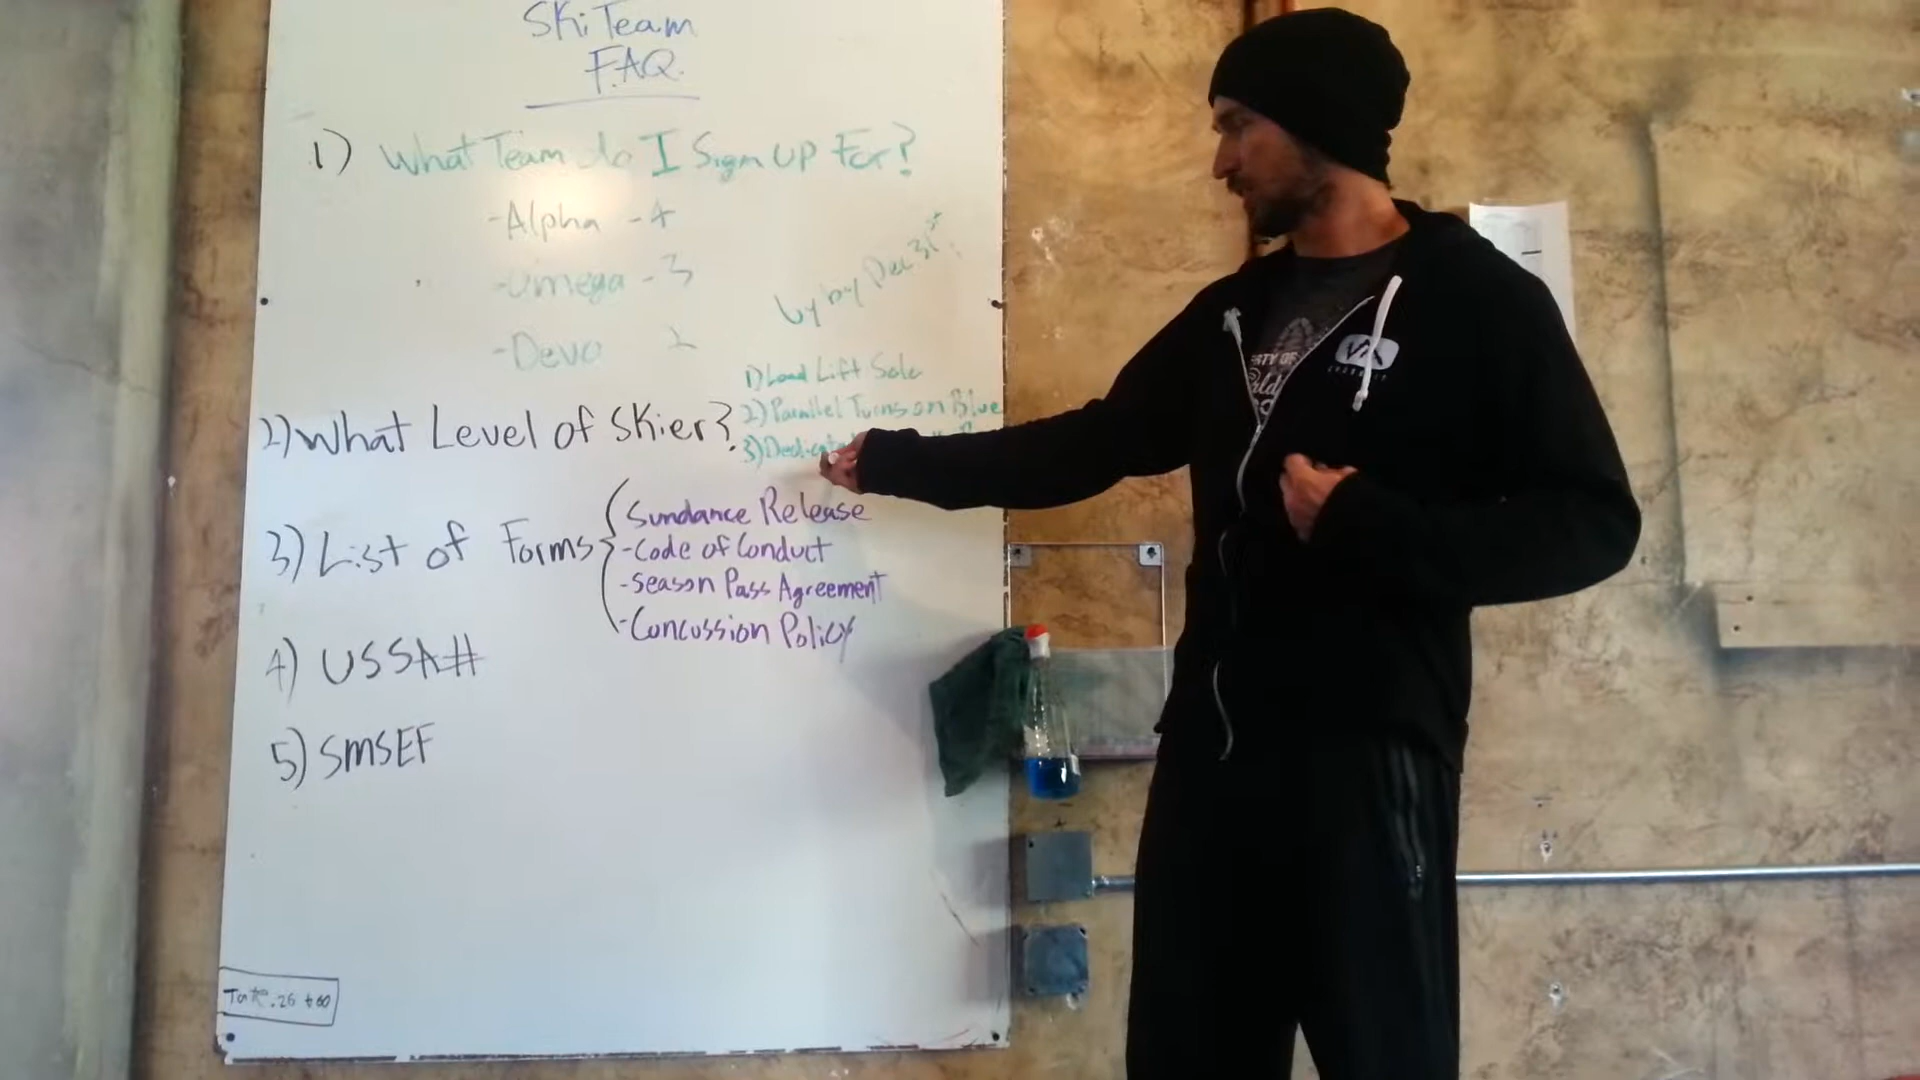 Ski Team
FAQ
1) What Team do I Sign Up For?
-Alpha -4
-Omega -3
-Devo 2
by by Dec 31st
1) Load Lift Solo
2) Parallel Turns on Blue
3)
2) What Level of Skier?
3) List of Forms
Sundance Release
-Code of Conduct
-Season Pass Agreement
-Concussion Policy
4) USSA#
5) SMSEF